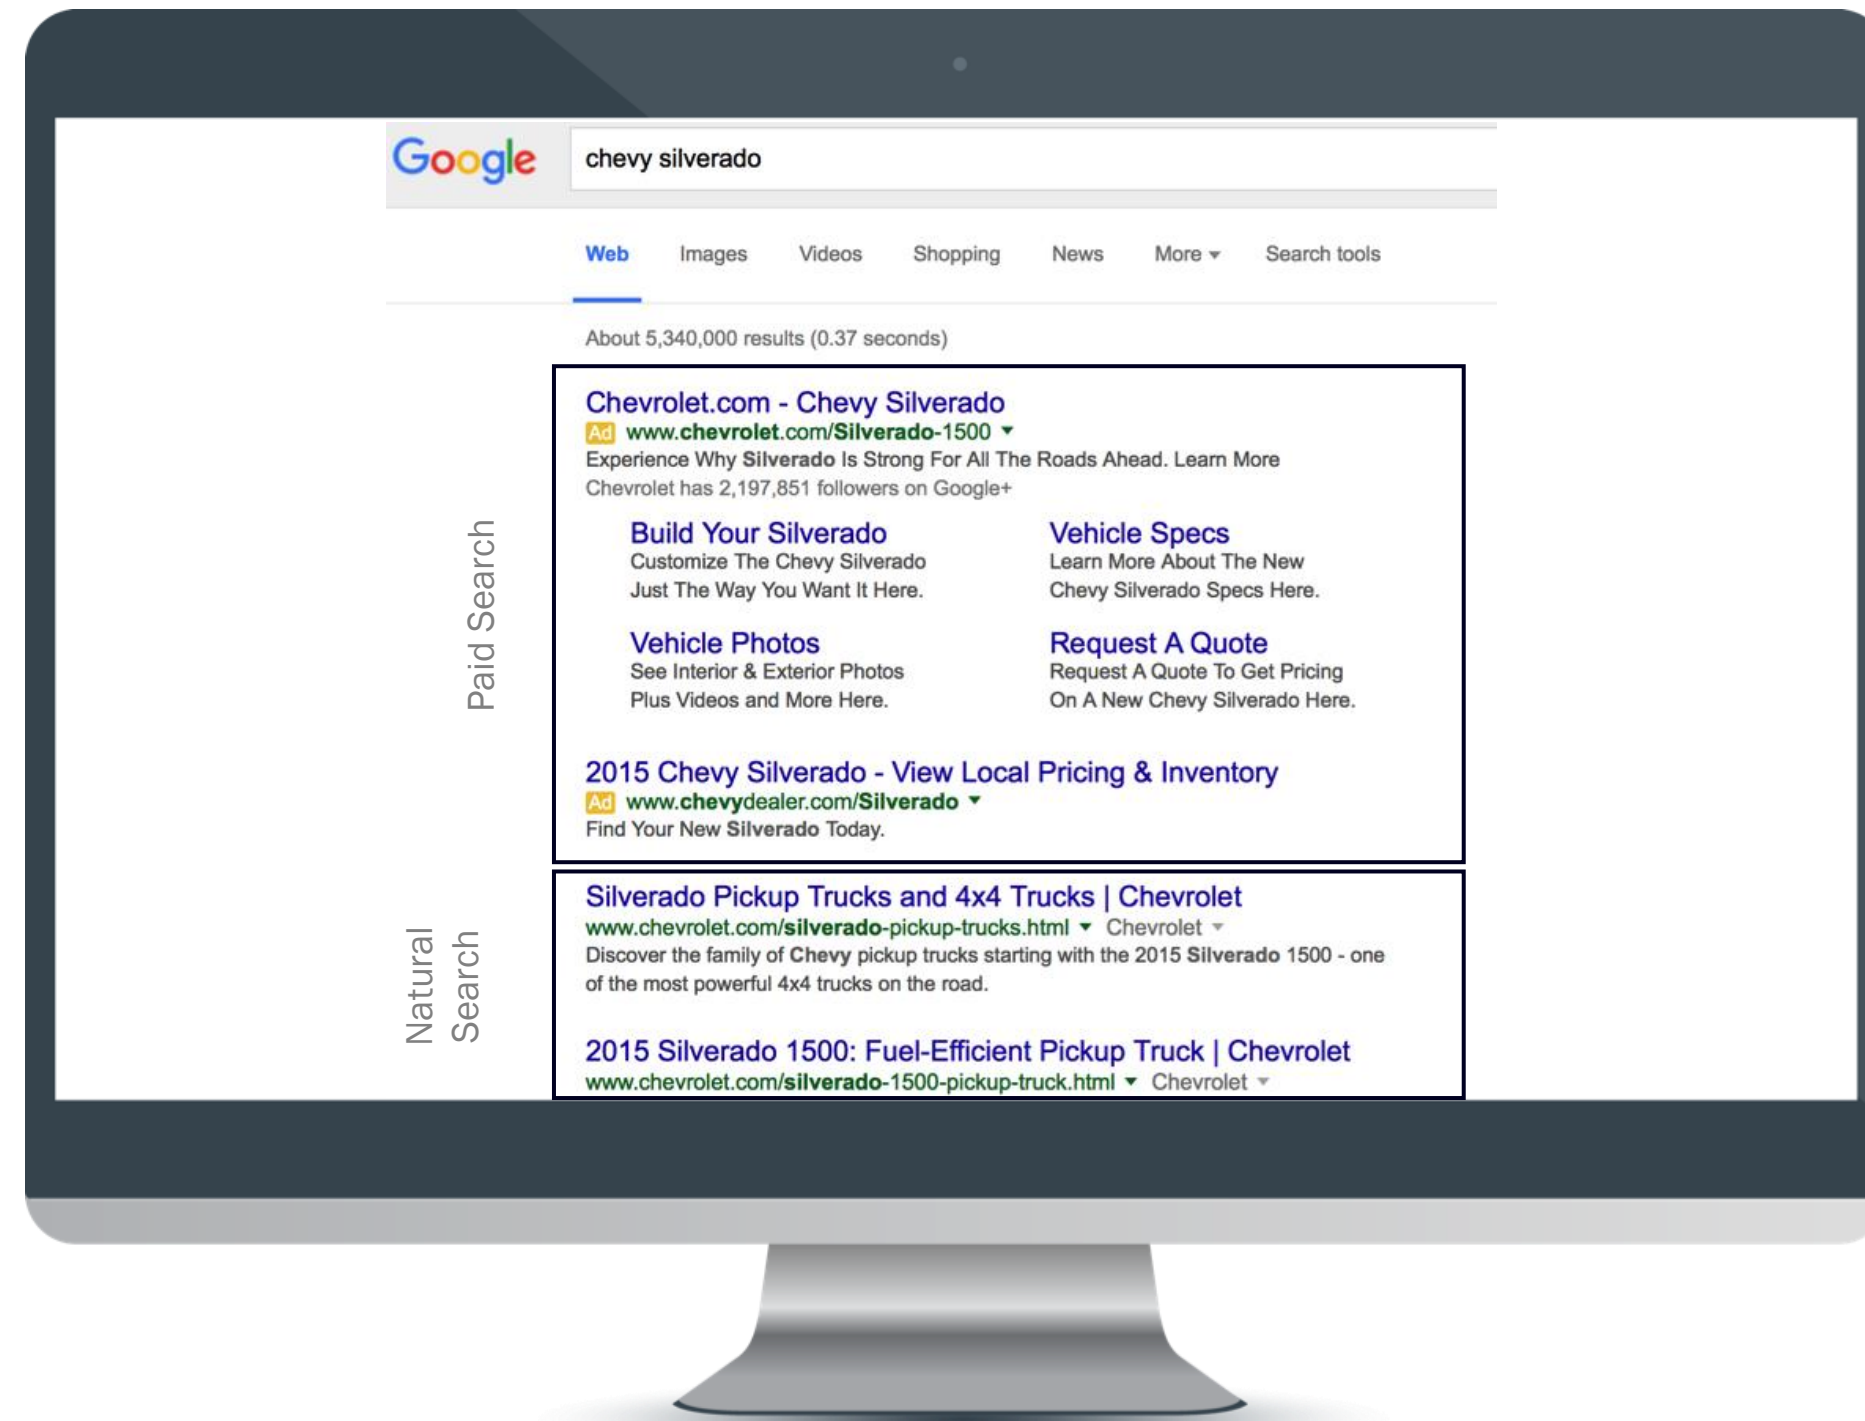 Google
chevy silverado
Web Images Videos Shopping News More Search tools
About 5,340,000 results (0.37 seconds)
Paid Search
Chevrolet.com - Chevy Silverado
Ad www.chevrolet.com/Silverado-1500
Experience Why Silverado Is Strong For All The Roads Ahead. Learn More
Chevrolet has 2,197,851 followers on Google+
Build Your Silverado
Customize The Chevy Silverado
Just The Way You Want It Here.
Vehicle Specs
Learn More About The New
Chevy Silverado Specs Here.
Vehicle Photos
See Interior & Exterior Photos
Plus Videos and More Here.
Request A Quote
Request A Quote To Get Pricing
On A New Chevy Silverado Here.
2015 Chevy Silverado - View Local Pricing & Inventory
Ad www.chevydealer.com/Silverado
Find Your New Silverado Today.
Natural
Search
Silverado Pickup Trucks and 4x4 Trucks | Chevrolet
www.chevrolet.com/silverado-pickup-trucks.html Chevrolet
Discover the family of Chevy pickup trucks starting with the 2015 Silverado 1500 - one
of the most powerful 4x4 trucks on the road.
2015 Silverado 1500: Fuel-Efficient Pickup Truck | Chevrolet
www.chevrolet.com/silverado-1500-pickup-truck.html Chevrolet